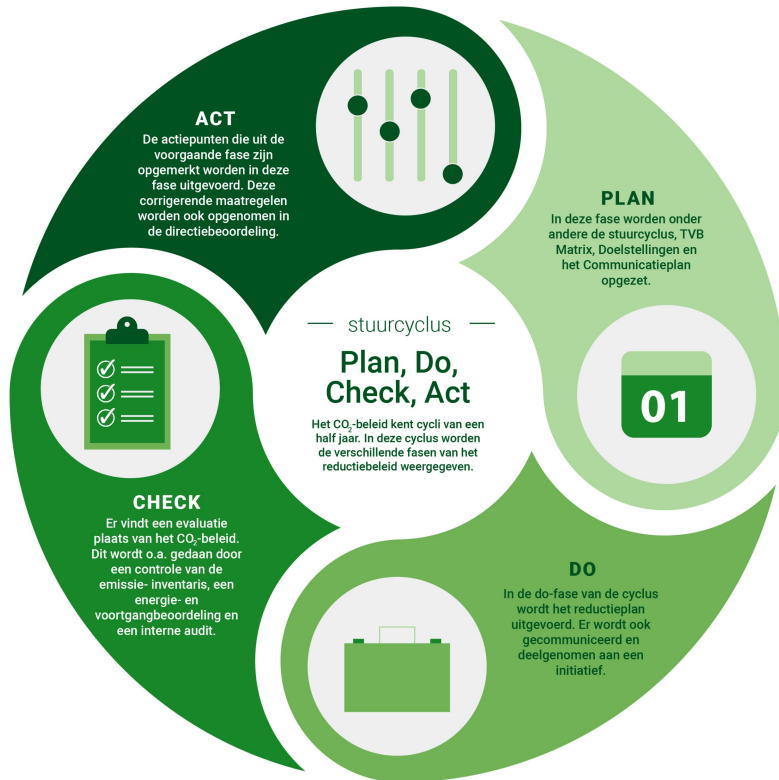 stuurcyclus
Plan, Do,
Check, Act
Het CO₂-beleid kent cycli van een
half jaar. In deze cyclus worden
de verschillende fasen van het
reductiebeleid weergegeven.
PLAN
In deze fase worden onder
andere de stuurcyclus, TVB
Matrix, Doelstellingen en
het Communicatieplan
opgezet.
01
DO
In de do-fase van de cyclus
wordt het reductieplan
uitgevoerd. Er wordt ook
gecommuniceerd en
deelgenomen aan een
initiatief.
CHECK
Er vindt een evaluatie
plaats van het CO₂-beleid.
Dit wordt o.a. gedaan door
een controle van de
emissie- inventaris, een
energie- en
voortgangbeoordeling en
een interne audit.
ACT
De actiepunten die uit de
voorgaande fase zijn
opgemerkt worden in deze
fase uitgevoerd. Deze
corrigerende maatregelen
worden ook opgenomen in
de directiebeoordeling.